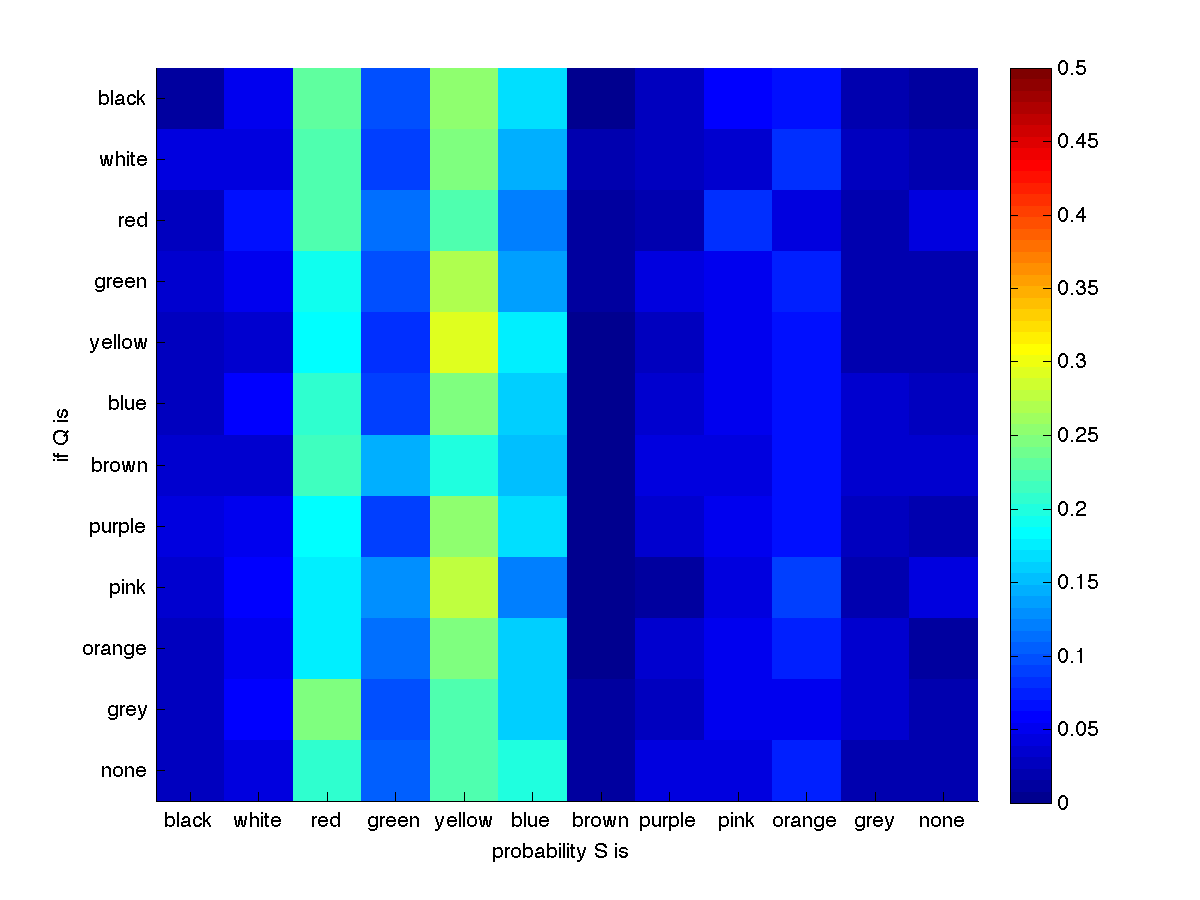 black
white
red
green
yellow
blue
brown
purple
pink
orange
grey
none
if Q is
black white red green yellow blue brown purple pink orange grey none
probability S is
0.5
0.45
0.4
0.35
0.3
0.25
0.2
0.15
0.1
0.05
0